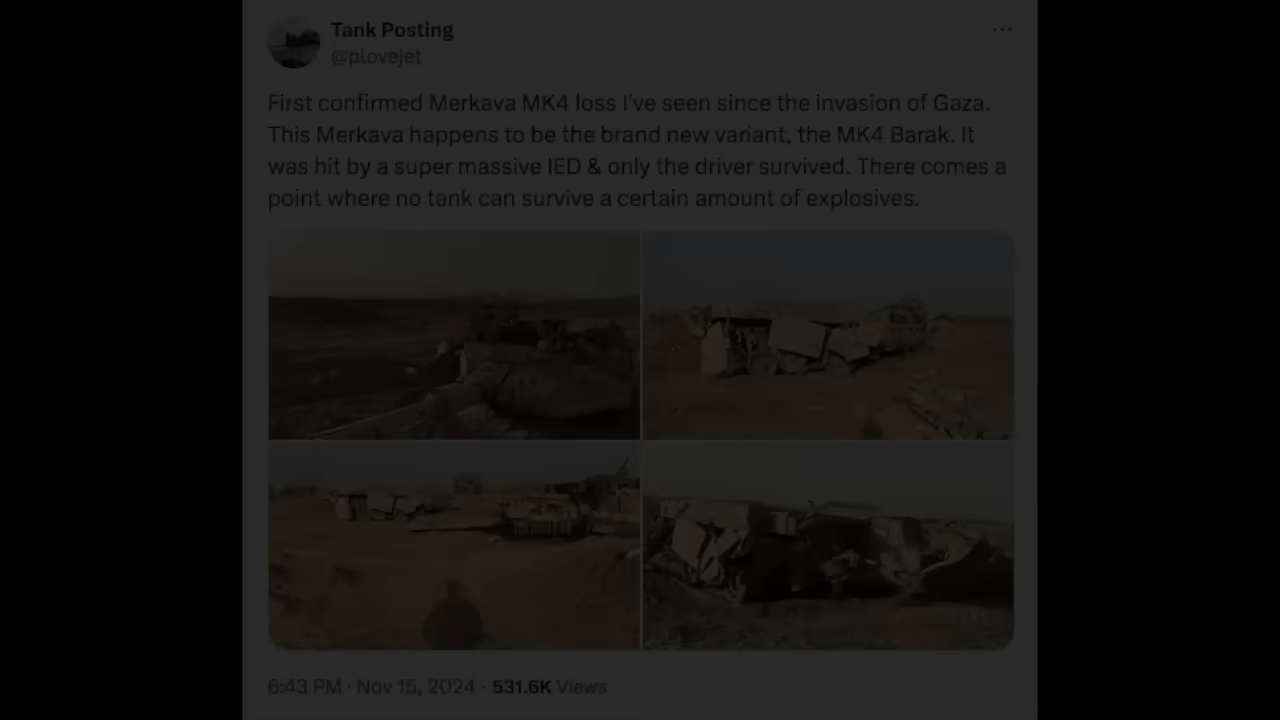 Tank Posting
@plovejet
First confirmed Merkava MK4 loss I've seen since the invasion of Gaza.
This Merkava happens to be the brand new variant, the MK4 Barak. It
was hit by a super massive IED & only the driver survived. There comes a
point where no tank can survive a certain amount of explosives.
6:43 PM · Nov 15, 2024 · 531.6K Views